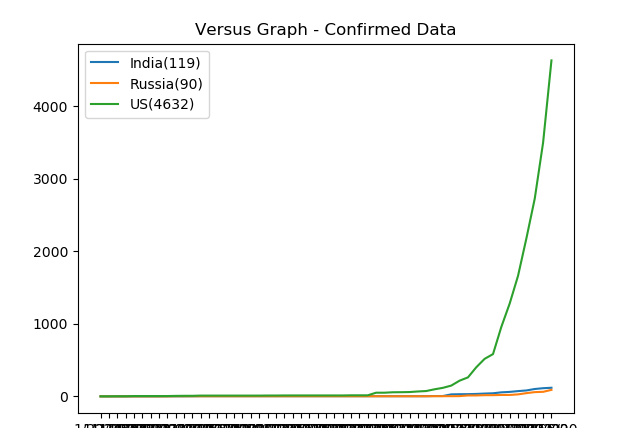 Versus Graph - Confirmed Data
India(119)
Russia(90)
US(4632)
4000
3000
2000
1000
0